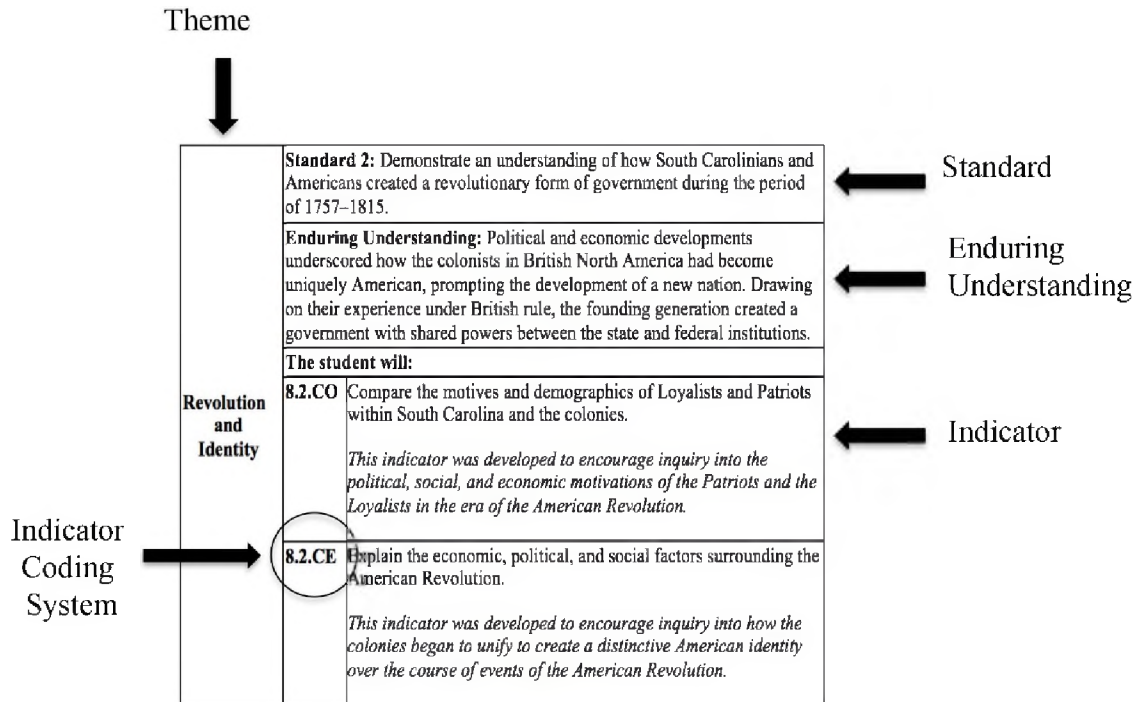 Theme
Standard 2: Demonstrate an understanding of how South Carolinians and
Americans created a revolutionary form of government during the period
of 1757–1815.
Standard
Enduring Understanding: Political and economic developments
underscored how the colonists in British North America had become
uniquely American, prompting the development of a new nation. Drawing
on their experience under British rule, the founding generation created a
government with shared powers between the state and federal institutions.
Enduring
Understanding
The student will:
Revolution
and
Identity
8.2.CO Compare the motives and demographics of Loyalists and Patriots
within South Carolina and the colonies.
This indicator was developed to encourage inquiry into the
political, social, and economic motivations of the Patriots and the
Loyalists in the era of the American Revolution.
Indicator
Indicator
Coding
System
8.2.CE Explain the economic, political, and social factors surrounding the
American Revolution.
This indicator was developed to encourage inquiry into how the
colonies began to unify to create a distinctive American identity
over the course of events of the American Revolution.